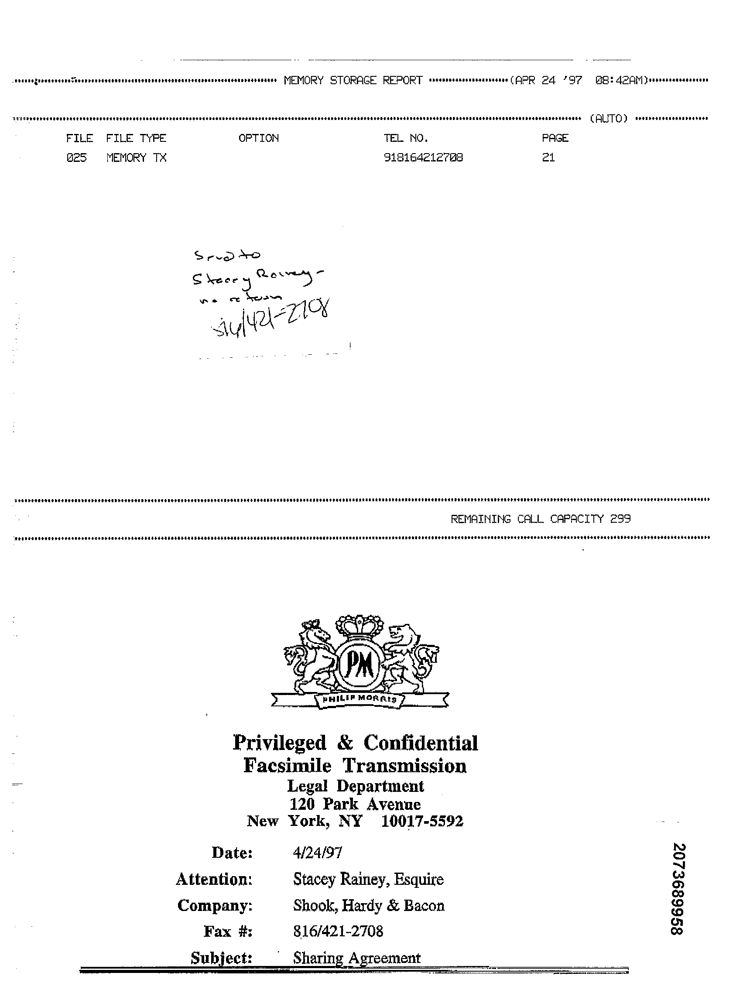 MEMORY STORAGE REPORT (APR 24 '97 08:42AM)
(AUTO)
FILE FILE TYPE OPTION TEL NO. PAGE
025 MEMORY TX 918164212708 21
Send to
Stacey Rainey -
no return
816/421-2708
REMAINING CALL CAPACITY 299
PM
PHILIP MORRIS
Privileged & Confidential
Facsimile Transmission
Legal Department
120 Park Avenue
New York, NY 10017-5592
Date: 4/24/97
Attention: Stacey Rainey, Esquire
Company: Shook, Hardy & Bacon
Fax #: 816/421-2708
Subject: Sharing Agreement
2073689958